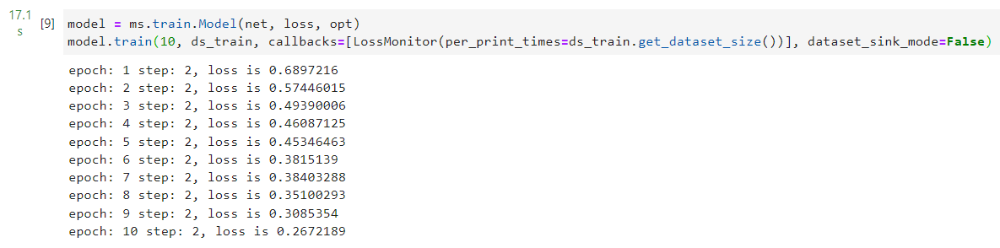 17.1
s
[9]
model = ms.train.Model(net, loss, opt)
model.train(10, ds_train, callbacks=[LossMonitor(per_print_times=ds_train.get_dataset_size())], dataset_sink_mode=False)
epoch: 1 step: 2, loss is 0.6897216
epoch: 2 step: 2, loss is 0.57446015
epoch: 3 step: 2, loss is 0.49390006
epoch: 4 step: 2, loss is 0.46087125
epoch: 5 step: 2, loss is 0.45346463
epoch: 6 step: 2, loss is 0.3815139
epoch: 7 step: 2, loss is 0.38403288
epoch: 8 step: 2, loss is 0.35100293
epoch: 9 step: 2, loss is 0.3085354
epoch: 10 step: 2, loss is 0.2672189